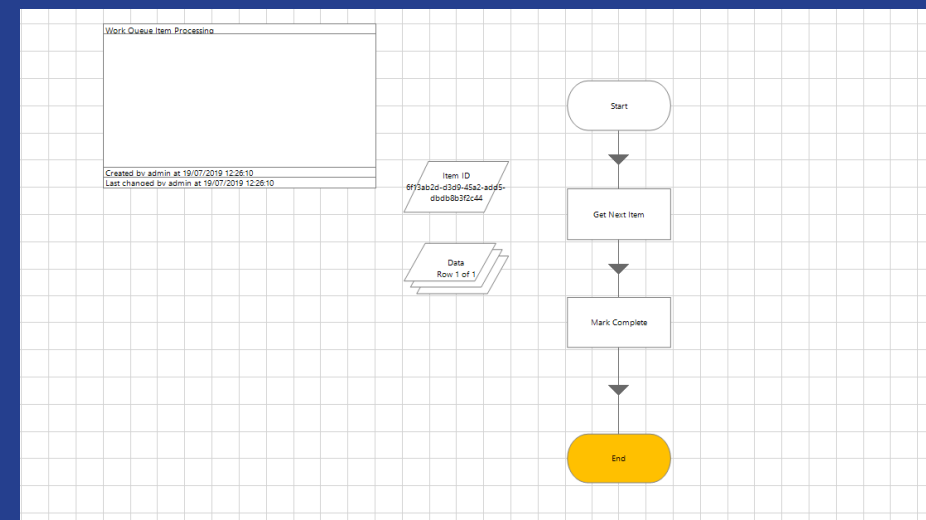 Work Queue Item Processing
Created by admin at 19/07/2019 12:26:10
Last changed by admin at 19/07/2019 12:26:10
Item ID
6f13ab2d-d3d9-45a2-add5-
dbdb8b3f2c44
Data
Row 1 of 1
Start
Get Next Item
Mark Complete
End